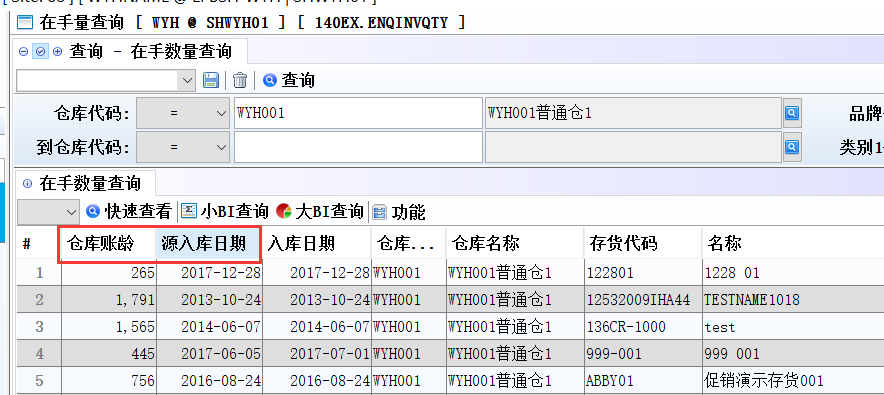 在手量查询 [ WYH @ SHWYH01 ] [ 140EX.ENQINVQTY ]
查询 - 在手数量查询
查询
仓库代码: = WYH001 WYH001普通仓1 品牌
到仓库代码: = 类别1
在手数量查询
快速查看 小BI查询 大BI查询 功能
# 仓库账龄 源入库日期 入库日期 仓库... 仓库名称 存货代码 名称
1 265 2017-12-28 2017-12-28 WYH001 WYH001普通仓1 122801 1228 01
2 1,791 2013-10-24 2013-10-24 WYH001 WYH001普通仓1 12532009IHA44 TESTNAME1018
3 1,565 2014-06-07 2014-06-07 WYH001 WYH001普通仓1 136CR-1000 test
4 445 2017-06-05 2017-07-01 WYH001 WYH001普通仓1 999-001 999 001
5 756 2016-08-24 2016-08-24 WYH001 WYH001普通仓1 ABBY01 促销演示存货001